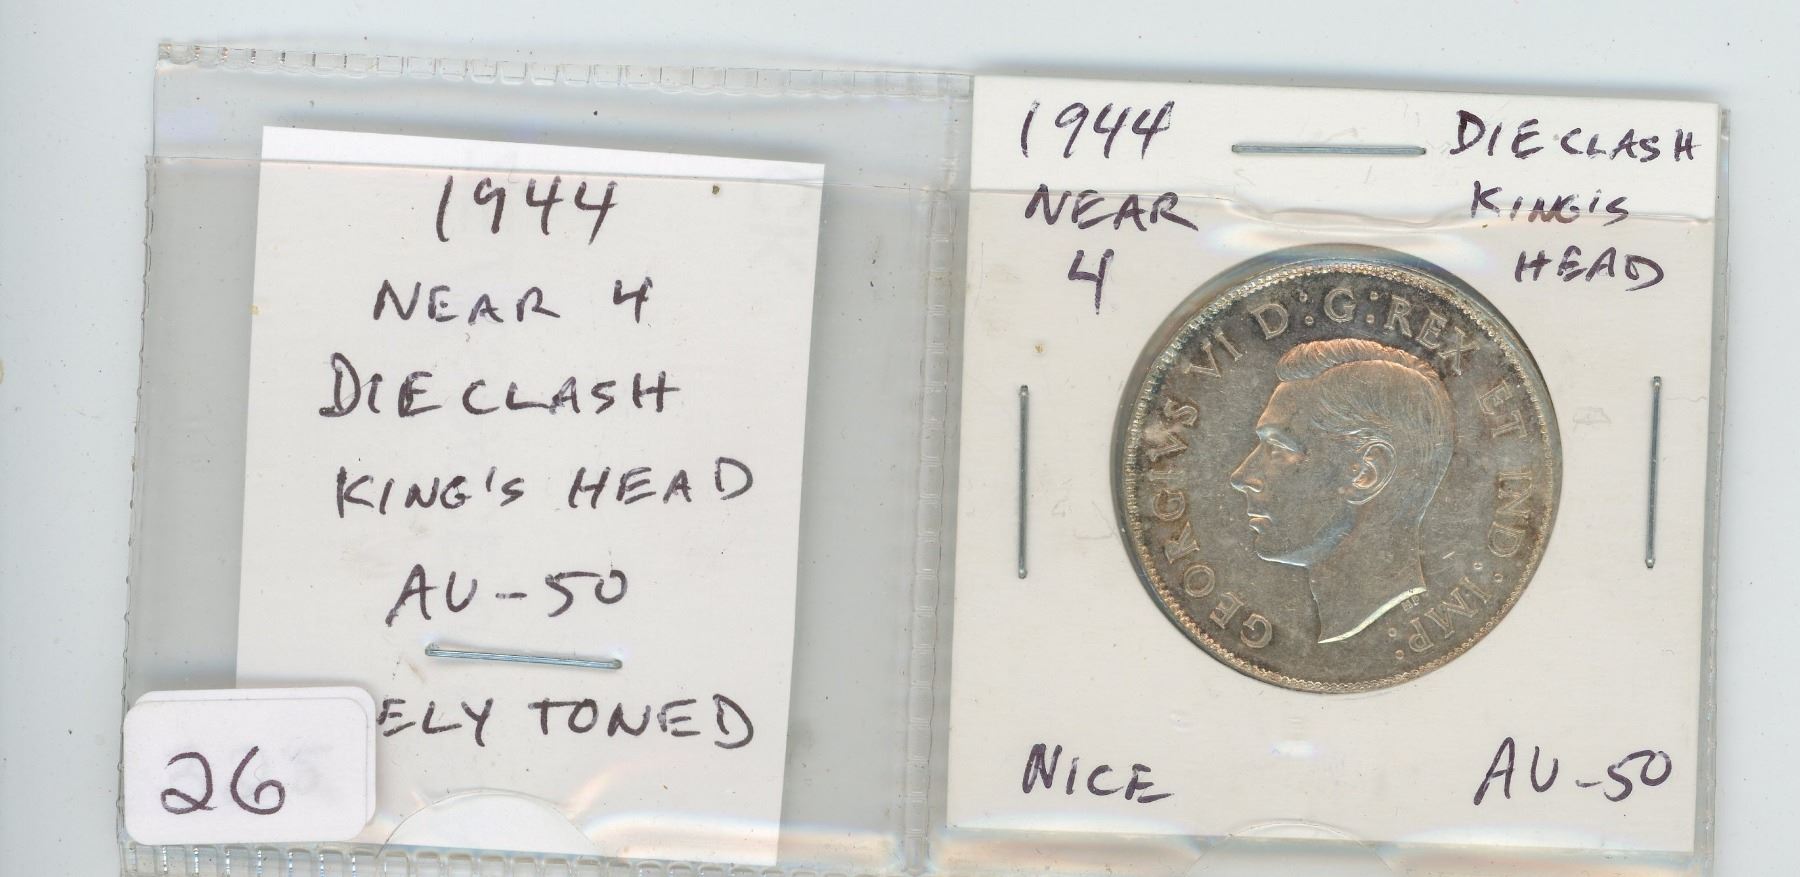 1944
NEAR 4
DIE CLASH
KING'S HEAD
AU-50
ELY TONED
26
1944
NEAR
4
DIE CLASH
KING'S
HEAD
GEORGIVS VI D:G:REX ET IND:IMP:
HP
NICE
AU-50